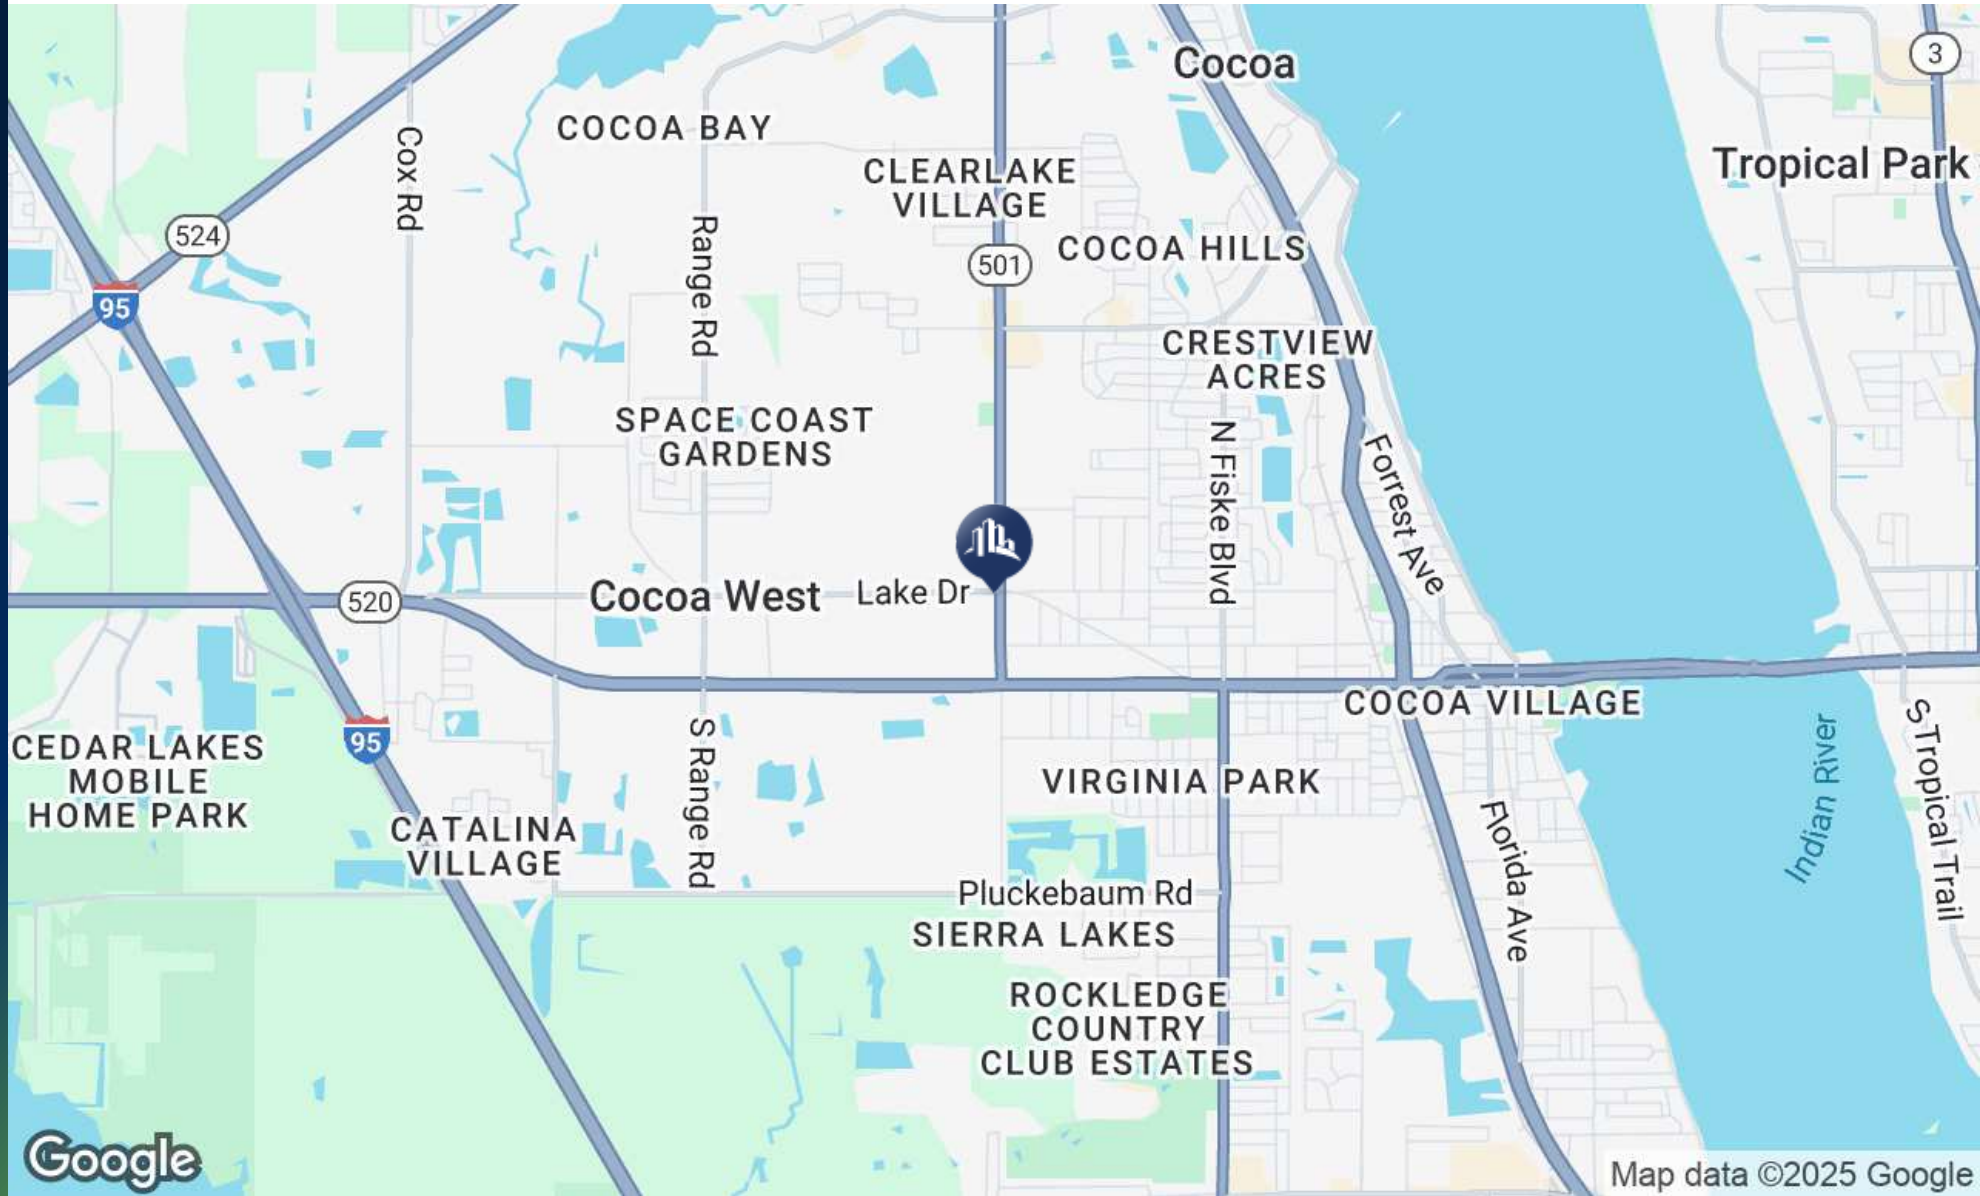 Cocoa
3
COCOA BAY
Cox Rd
Tropical Park
CLEARLAKE
VILLAGE
524
Range Rd
501
COCOA HILLS
95
CRESTVIEW
ACRES
SPACE COAST
GARDENS
N Fiske Blvd
Forrest Ave
520
Cocoa West
Lake Dr
COCOA VILLAGE
95
CEDAR LAKES
MOBILE
HOME PARK
S Range Rd
VIRGINIA PARK
Indian River
S Tropical Trail
CATALINA
VILLAGE
Florida Ave
Pluckebaum Rd
SIERRA LAKES
ROCKLEDGE
COUNTRY
CLUB ESTATES
Google
Map data ©2025 Google